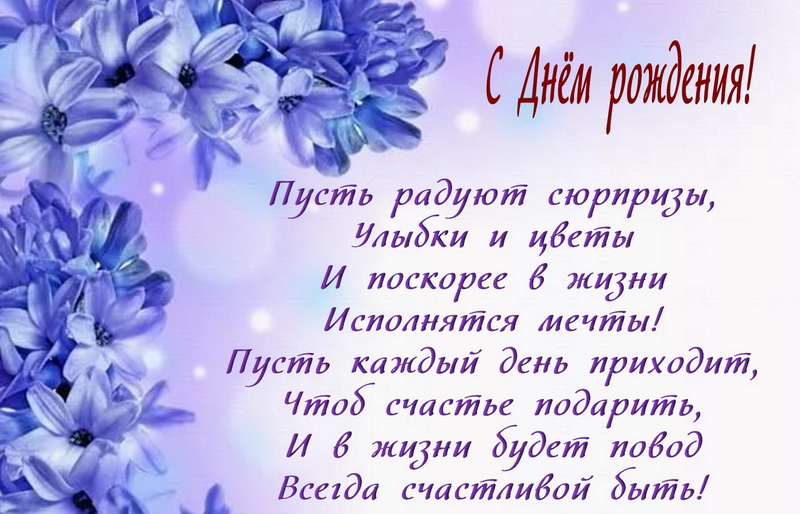 С Днём рождения!
Пусть радуют сюрпризы,
Улыбки и цветы
И поскорее в жизни
Исполнятся мечты!
Пусть каждый день приходит,
Чтоб счастье подарить,
И в жизни будет повод
Всегда счастливой быть!